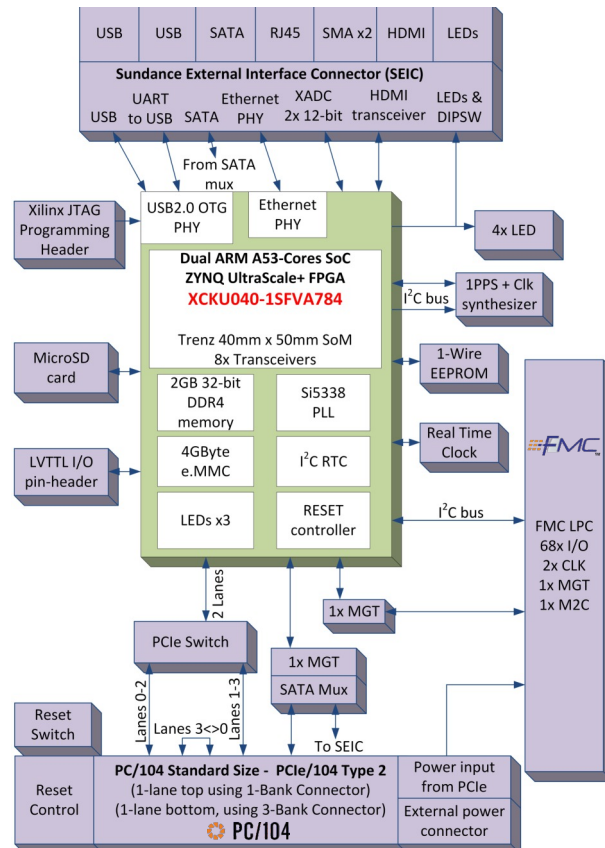 USB
USB
SATA
RJ45
SMA x2
HDMI
LEDs
Sundance External Interface Connector (SEIC)
USB
UART
to USB
SATA
Ethernet
PHY
XADC
2x 12-bit
HDMI
transceiver
LEDs &
DIPSW
From SATA
mux
Xilinx JTAG
Programming
Header
USB2.0 OTG
PHY
Ethernet
PHY
4x LED
Dual ARM A53-Cores SoC
ZYNQ UltraScale+ FPGA
XCKU040-1SFVA784
Trenz 40mm x 50mm SoM
8x Transceivers
I²C bus
1PPS + Clk
synthesizer
MicroSD
card
1-Wire
EEPROM
2GB 32-bit
DDR4
memory
Si5338
PLL
LVTTL I/O
pin-header
4GByte
e.MMC
I²C RTC
Real Time
Clock
LEDs x3
RESET
controller
I²C bus
FMC
FMC LPC
68x I/O
2x CLK
1x MGT
1x M2C
2 Lanes
1x MGT
PCIe Switch
1x MGT
SATA Mux
Lanes 0-2
Lanes 3<>0
Lanes 1-3
To SEIC
Reset
Switch
Reset
Control
PC/104 Standard Size - PCIe/104 Type 2
(1-lane top using 1-Bank Connector)
(1-lane bottom, using 3-Bank Connector)
PC/104
Power input
from PCIe
External power
connector